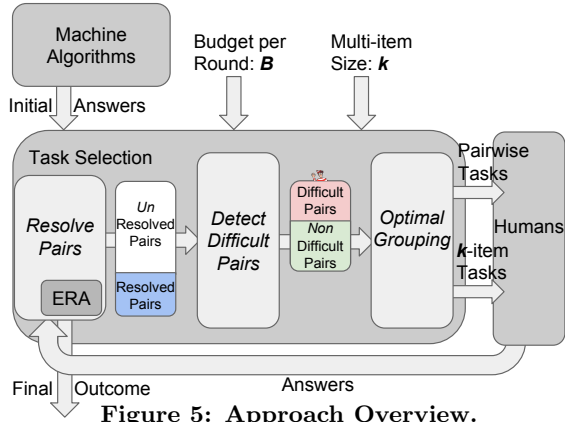 Machine
Algorithms
Budget per
Round: B
Multi-item
Size: k
Initial Answers
Task Selection
Resolve
Pairs
ERA
Un
Resolved
Pairs
Resolved
Pairs
Detect
Difficult
Pairs
Difficult
Pairs
Non
Difficult
Pairs
Optimal
Grouping
Pairwise
Tasks
k-item
Tasks
Humans
Answers
Final Outcome
Figure 5: Approach Overview.